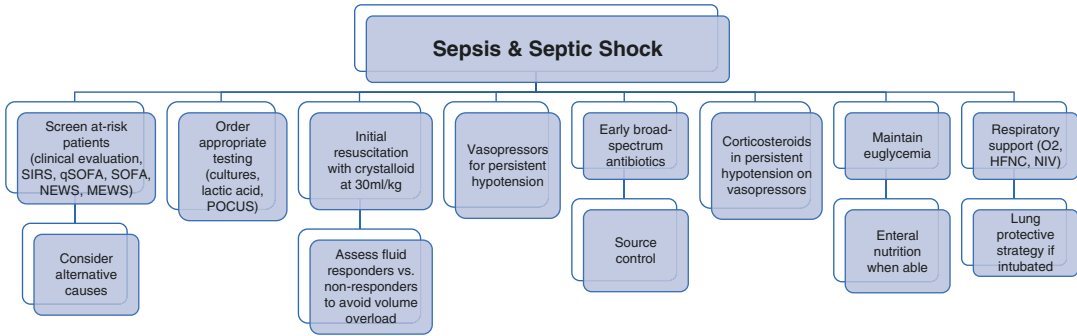 Sepsis & Septic Shock
Screen at-risk
patients
(clinical evaluation,
SIRS, qSOFA, SOFA,
NEWS, MEWS)
Order
appropriate
testing
(cultures,
lactic acid,
POCUS)
Initial
resuscitation
with crystalloid
at 30ml/kg
Vasopressors
for persistent
hypotension
Early broad-
spectrum
antibiotics
Corticosteroids
in persistent
hypotension on
vasopressors
Maintain
euglycemia
Respiratory
support (O2,
HFNC, NIV)
Consider
alternative
causes
Assess fluid
responders vs.
non-responders
to avoid volume
overload
Source
control
Enteral
nutrition
when able
Lung
protective
strategy if
intubated